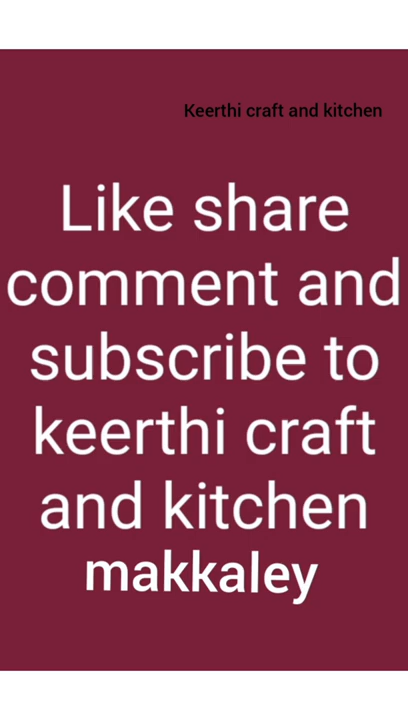 Keerthi craft and kitchen
Like share
comment and
subscribe to
keerthi craft
and kitchen
makkaley